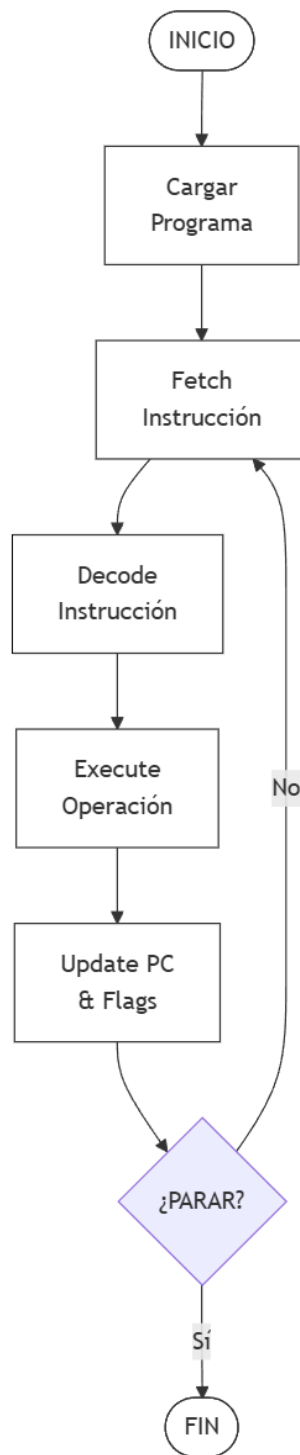 INICIO
Cargar
Programa
Fetch
Instrucción
Decode
Instrucción
Execute
Operación
No
Update PC
& Flags
¿PARAR?
Sí
FIN